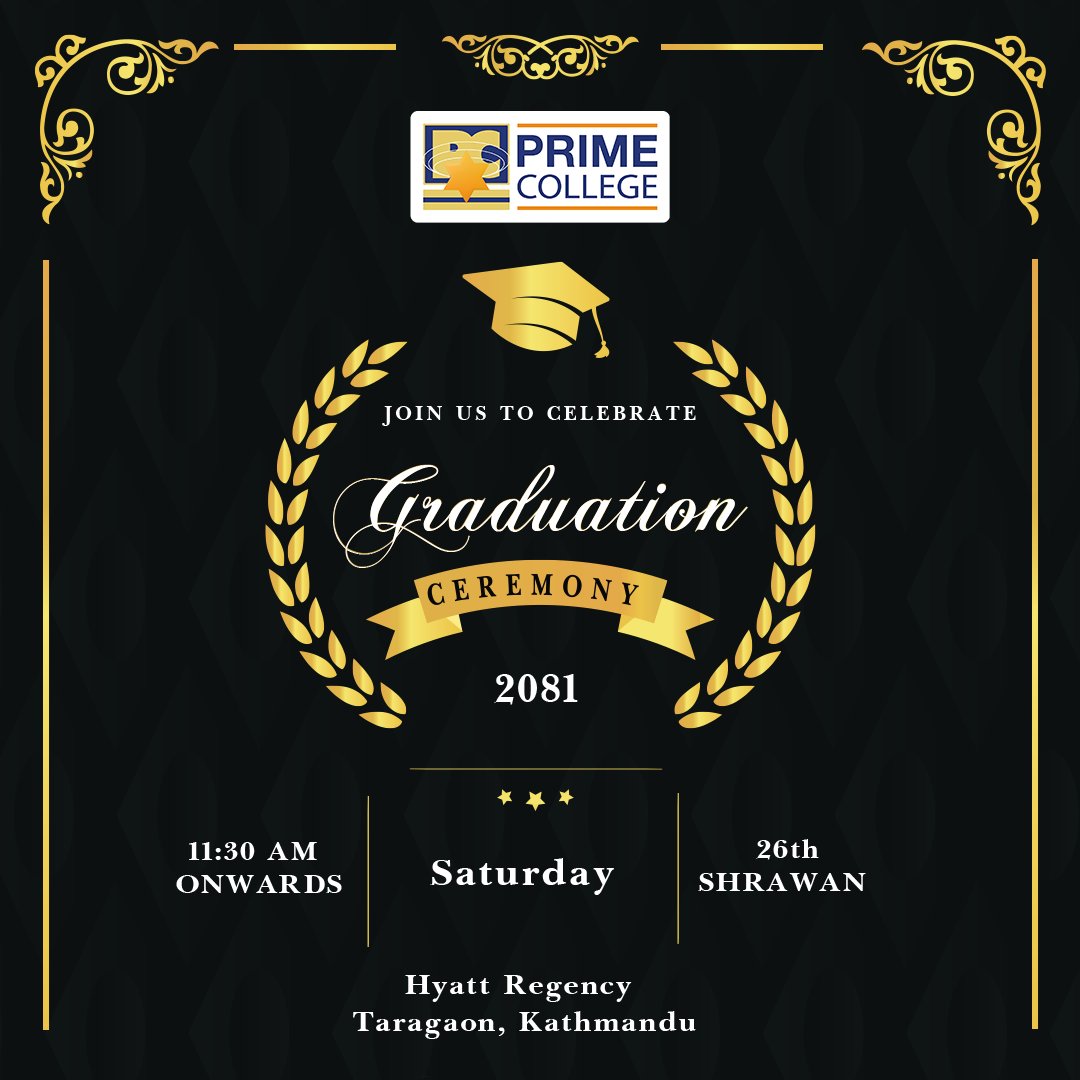 PRIME
COLLEGE
JOIN US TO CELEBRATE
Graduation
CEREMONY
2081
11:30 AM
ONWARDS
Saturday
26th
SHRAWAN
Hyatt Regency
Taragaon, Kathmandu